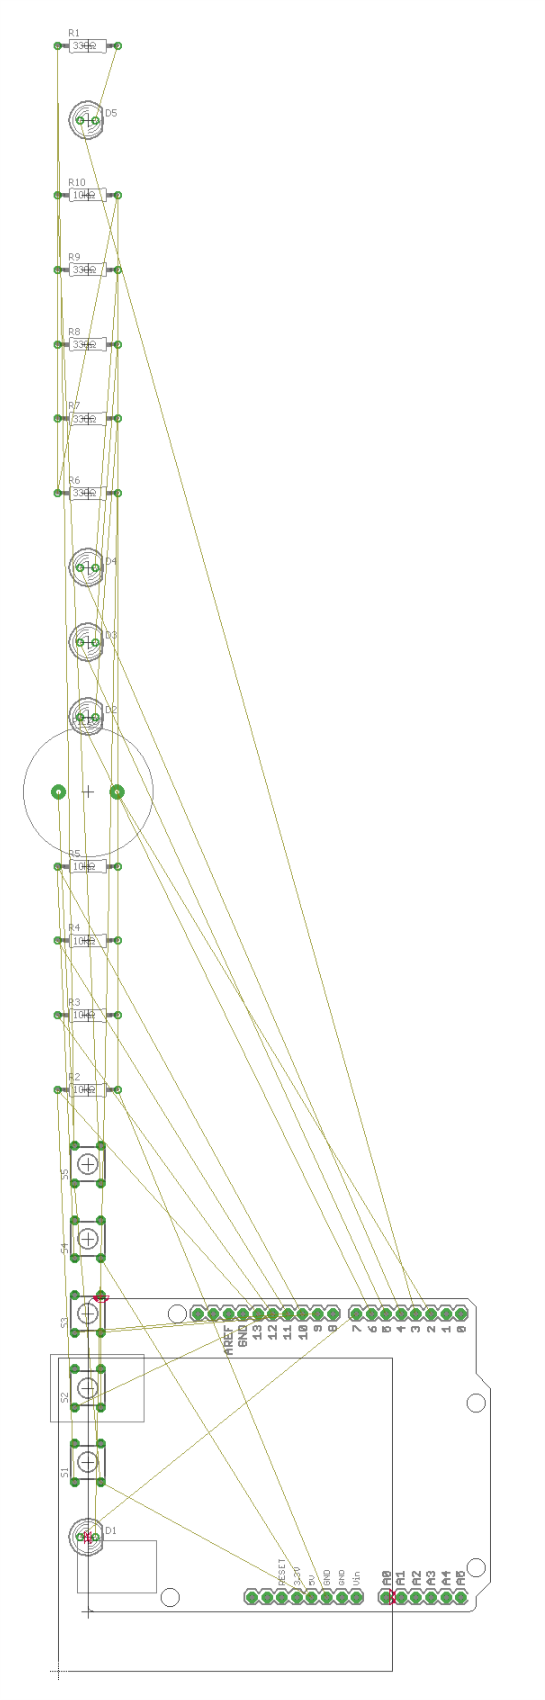 R1
330Ω
D5
R10
10KΩ
R9
330Ω
R8
330Ω
R7
330Ω
R6
330Ω
D4
D3
D2
R5
10KΩ
R4
10KΩ
R3
10KΩ
R2
10KΩ
S5
S4
S3
S2
S1
D1
AREF
GND
13
12
11
10
9
8
7
6
5
4
3
2
1
0
RESET
3.3V
5V
GND
GND
Vin
A0
A1
A2
A3
A4
A5